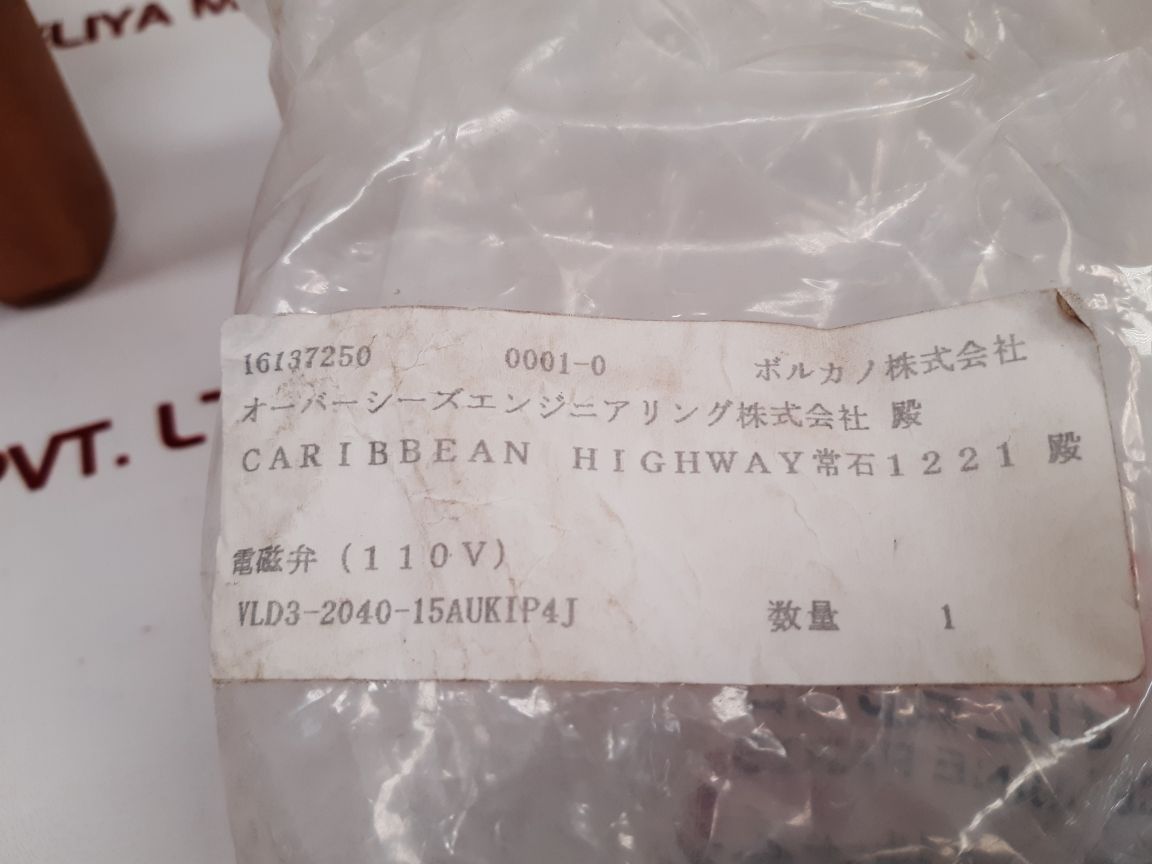 16137250 0001-0 ボルカノ株式会社
オーバーシーズエンジニアリング株式会社 殿
CARIBBEAN HIGHWAY常石1221 殿
電磁弁(110V)
VLD3-2040-15AUKIP4J 数量 1
PVT.